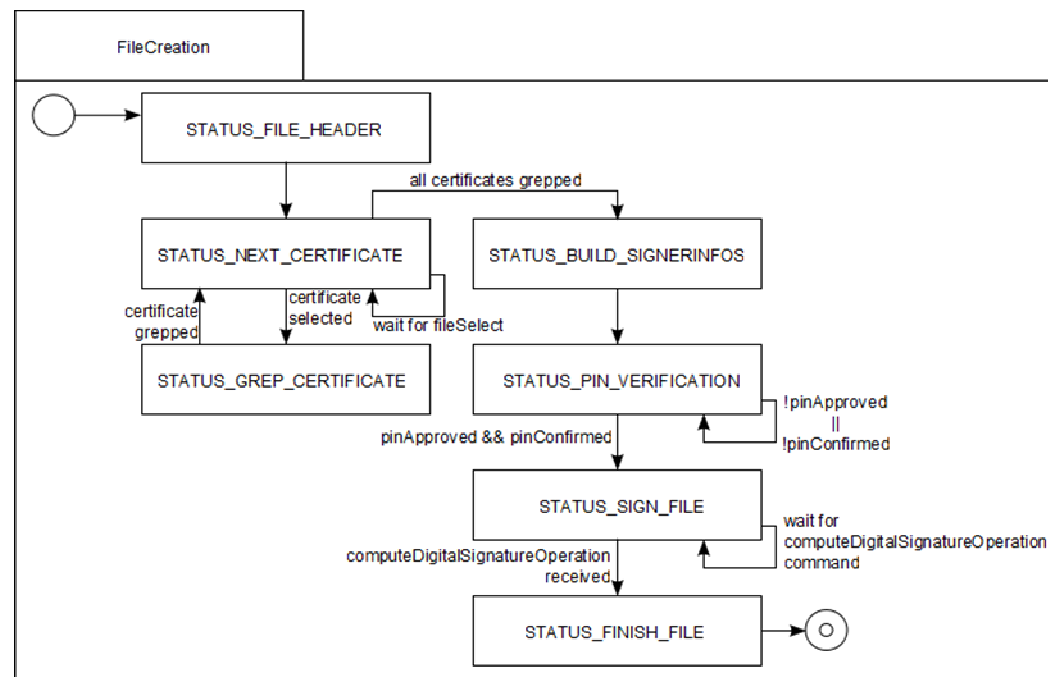 FileCreation
STATUS_FILE_HEADER
all certificates grepped
STATUS_NEXT_CERTIFICATE
STATUS_BUILD_SIGNERINFOS
certificate
grepped
certificate
selected
wait for fileSelect
STATUS_GREP_CERTIFICATE
STATUS_PIN_VERIFICATION
!pinApproved
||
!pinConfirmed
pinApproved && pinConfirmed
STATUS_SIGN_FILE
wait for
computeDigitalSignatureOperation
command
computeDigitalSignatureOperation
received
STATUS_FINISH_FILE